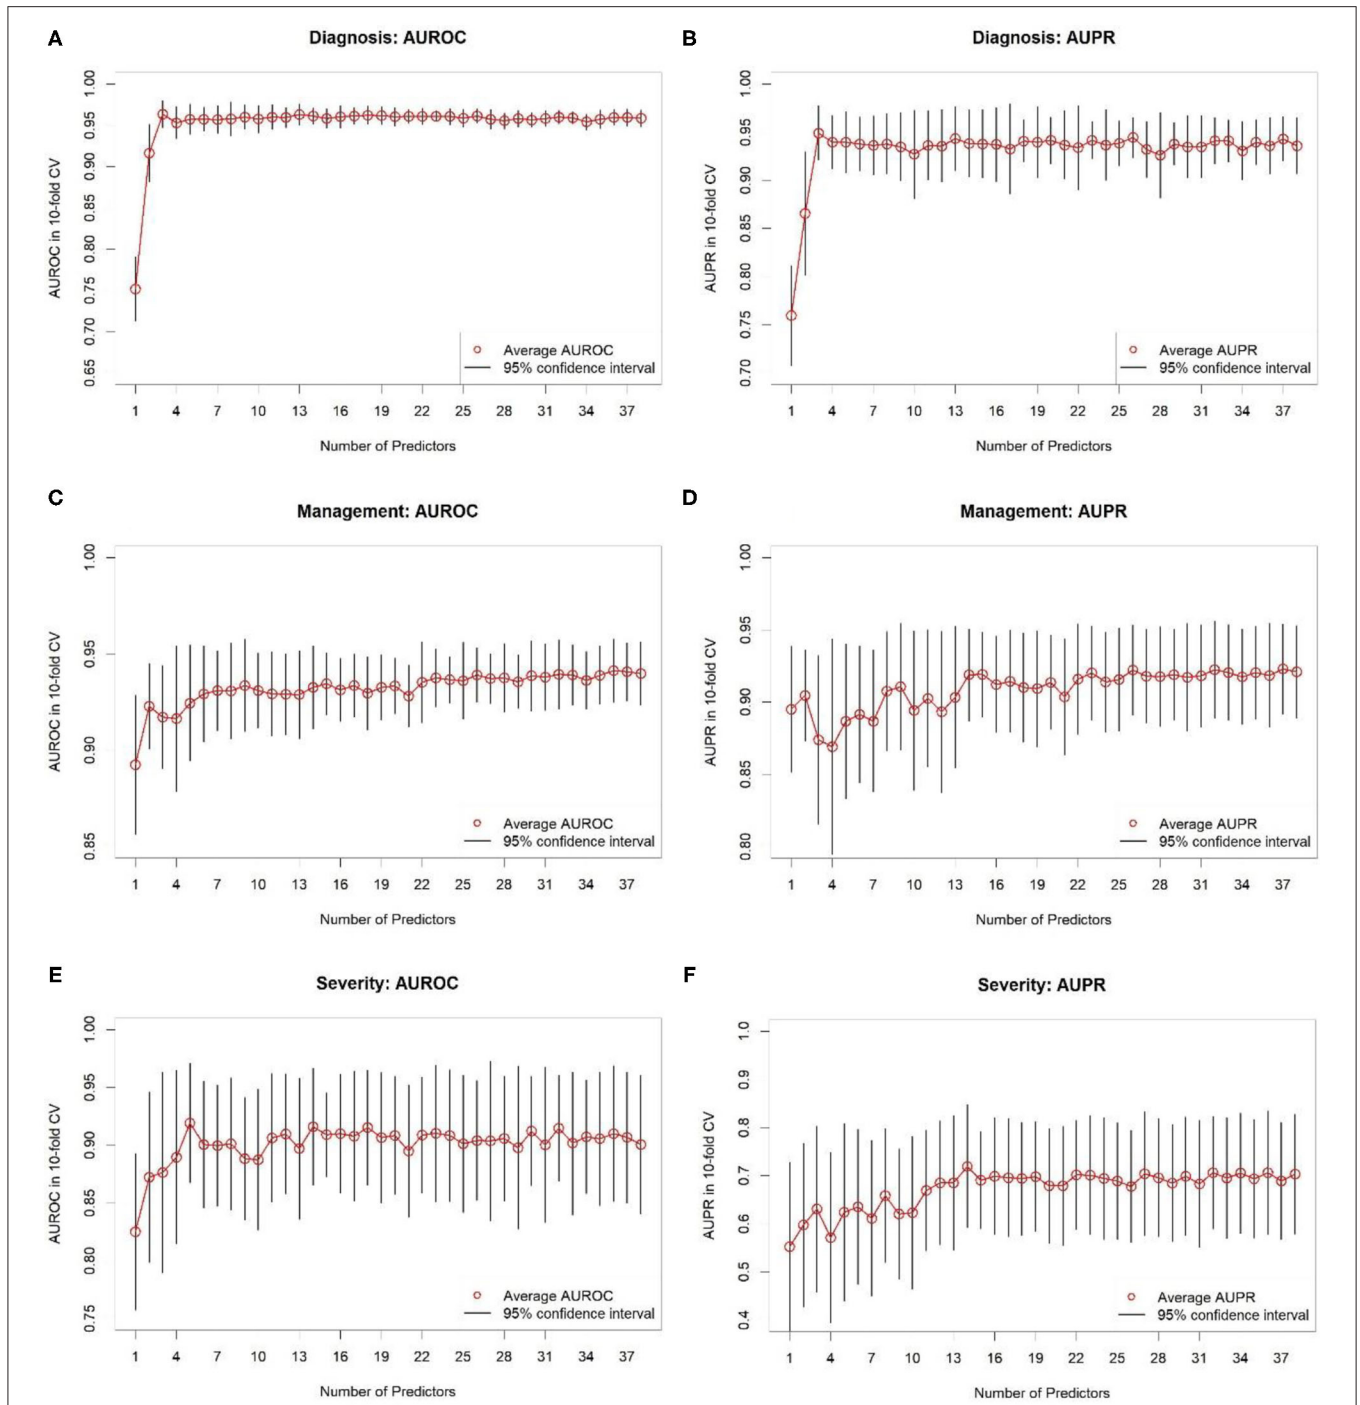 A
Diagnosis: AUROC
AUROC in 10-fold CV
1.00
0.95
0.90
0.85
0.80
0.75
0.70
0.65
Average AUROC
95% confidence interval
1 4 7 10 13 16 19 22 25 28 31 34 37
Number of Predictors
B
Diagnosis: AUPR
AUPR in 10-fold CV
1.00
0.95
0.90
0.85
0.80
0.75
0.70
Average AUPR
95% confidence interval
1 4 7 10 13 16 19 22 25 28 31 34 37
Number of Predictors
C
Management: AUROC
AUROC in 10-fold CV
1.00
0.95
0.90
0.85
Average AUROC
95% confidence interval
1 4 7 10 13 16 19 22 25 28 31 34 37
Number of Predictors
D
Management: AUPR
AUPR in 10-fold CV
1.00
0.95
0.90
0.85
0.80
Average AUPR
95% confidence interval
1 4 7 10 13 16 19 22 25 28 31 34 37
Number of Predictors
E
Severity: AUROC
AUROC in 10-fold CV
1.00
0.95
0.90
0.85
0.80
0.75
Average AUROC
95% confidence interval
1 4 7 10 13 16 19 22 25 28 31 34 37
Number of Predictors
F
Severity: AUPR
AUPR in 10-fold CV
1.0
0.9
0.8
0.7
0.6
0.5
0.4
Average AUPR
95% confidence interval
1 4 7 10 13 16 19 22 25 28 31 34 37
Number of Predictors